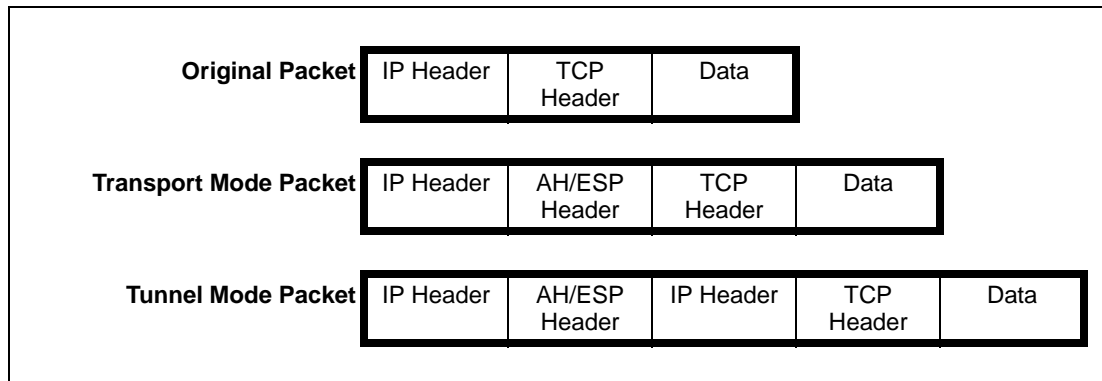 Original Packet
IP Header
TCP
Header
Data
Transport Mode Packet
IP Header
AH/ESP
Header
TCP
Header
Data
Tunnel Mode Packet
IP Header
AH/ESP
Header
IP Header
TCP
Header
Data